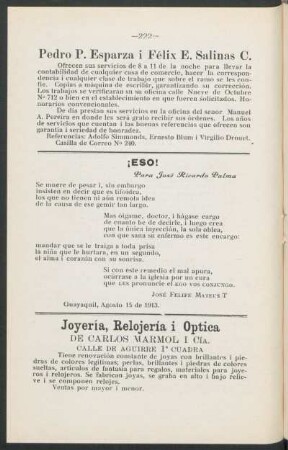 —222—
Pedro P. Esparza i Félix E. Salinas C.
Ofrecen sus servicios de 8 a 11 de la noche para llevar la
contabilidad de cualquier casa de comercio, hacer la correspon-
dencia i cualquier clase de trabajo que sobre el ramo se les con-
fíe. Copias a máquina de escribir, garantizando su corrección.
Los trabajos se verificarán en su oficina calle Nueve de Octubre
Nº 712 o bien en el establecimiento en que fueren solicitados. Ho-
norarios convencionales.
De día prestan sus servicios en la oficina del señor Manuel
A. Pereira en donde les será grato recibir sus órdenes. Los años
de servicios que cuentan i las buenas referencias que ofrecen son
garantía i seriedad de honradez.
Referencias: Adolfo Simmonds, Ernesto Blum i Virgilio Drouet.
Casilla de Correo Nº 240.
¡ESO!
Para José Ricardo Palma
Se muere de pesar i, sin embargo
insisten en decir que es tifoidea,
los que no tienen ni aún remota idea
de la causa de ese gemir tan largo.
Mas óigame, doctor, i hágase cargo
de cuanto he de decirle, i luego crea
que la única inyección, la sola oblea,
con que sana su enfermo es este encargo:
mandar que se le traiga a toda prisa
la niña que le hunde, en su segundo,
el alma i corazón con su sonrisa.
Si con este remedio el mal apura,
ocúrrase a la iglesia por un cura
que les pronuncie el ego vos conjungo.
José Felipe Mateus T
Guayaquil, Agosto 15 de 1913.
Joyería, Relojería i Optica
DE CARLOS MARMOL I CÍA.
CALLE DE AGUIRRE 1ª CUADRA
Tiene renovación constante de joyas con brillantes i pie-
dras de colores legítimos; perlas, brillantes i piedras de colores
sueltas, artículos de fantasía para regalos, materiales para joye-
ros i relojeros. Se fabrican joyas, se graba en alto i bajo relie-
ve i se componen relojes.
Ventas por mayor i menor.